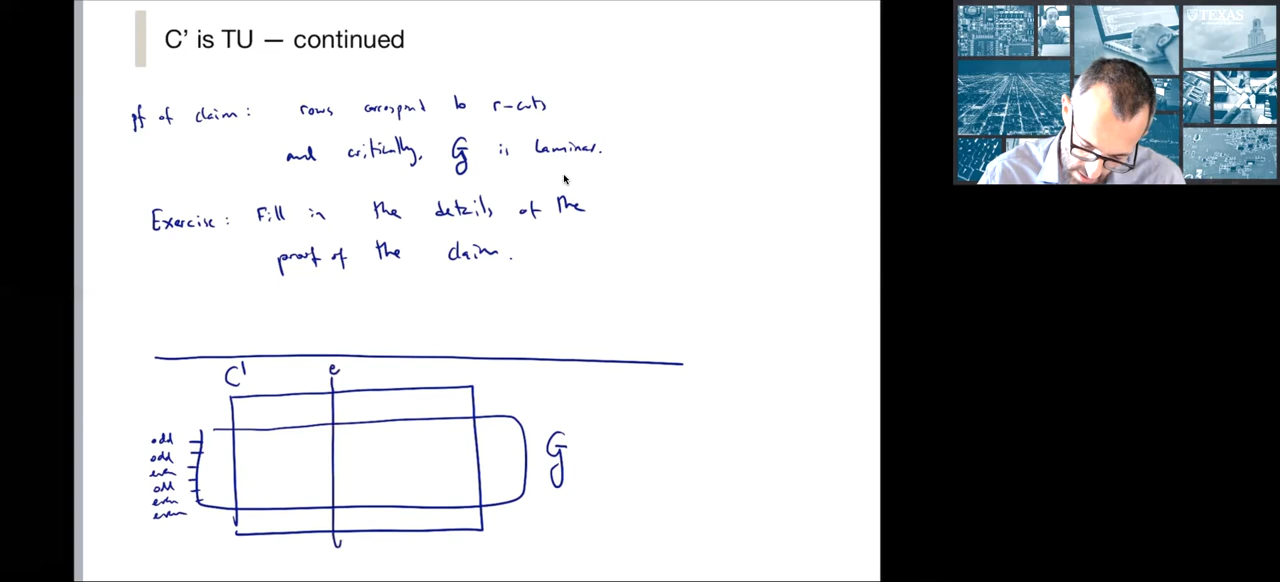 C' is TU — continued
TEXAS
pf of claim: rows correspond to r-cuts
and critically, G is laminar.
Exercise: Fill in the details of the
proof of the claim.
C' e
odd
odd
even
odd
even
even
G